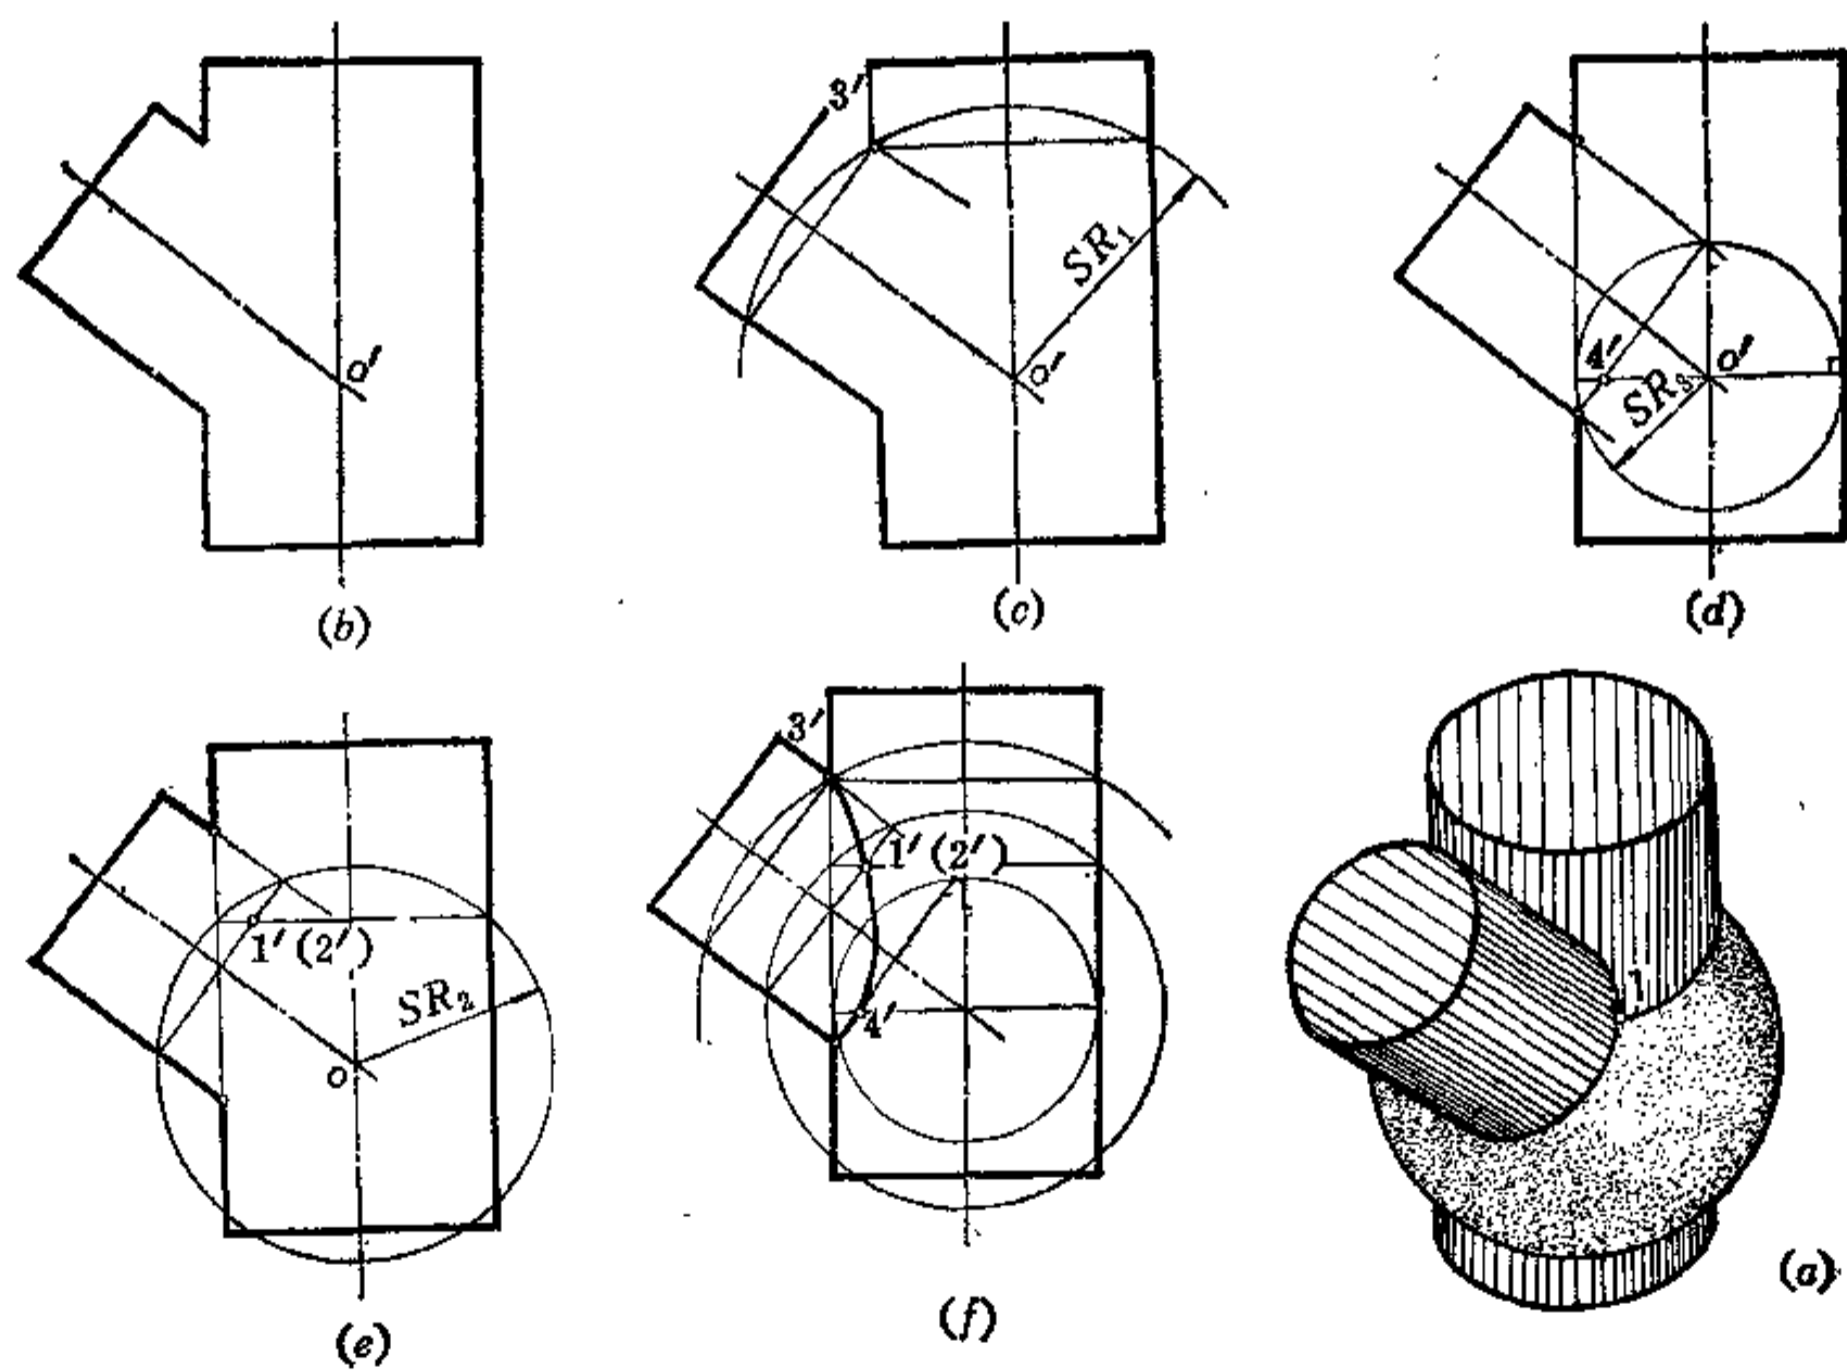 o′
(b)
3′
SR₁
o′
(c)
4′
o′
SR₃
(d)
1′(2′)
SR₂
o
(e)
3′
1′(2′)
4′
(f)
1
(a)